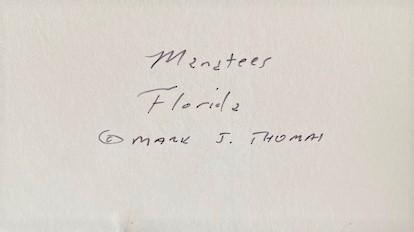 Manatees
Florida
© MARK J. THOMAS